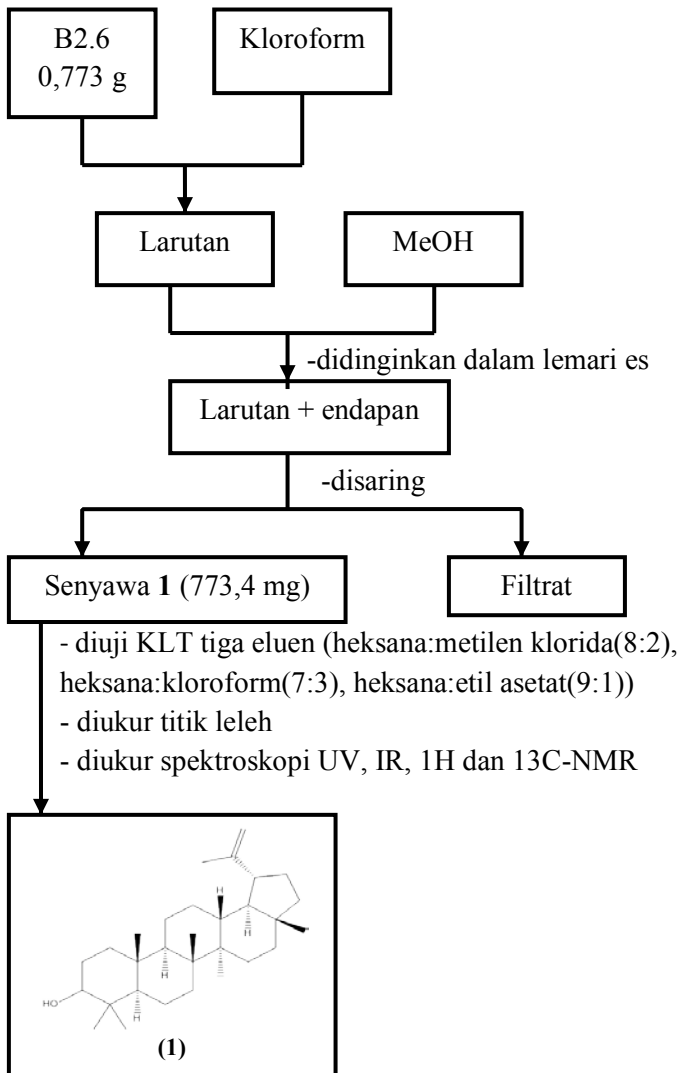 B2.6
0,773 g
Kloroform
Larutan
MeOH
-didinginkan dalam lemari es
Larutan + endapan
-disaring
Senyawa 1 (773,4 mg)
Filtrat
- diuji KLT tiga eluen (heksana:metilen klorida(8:2),
heksana:kloroform(7:3), heksana:etil asetat(9:1))
- diukur titik leleh
- diukur spektroskopi UV, IR, 1H dan 13C-NMR
H
H
H
HO
H
(1)